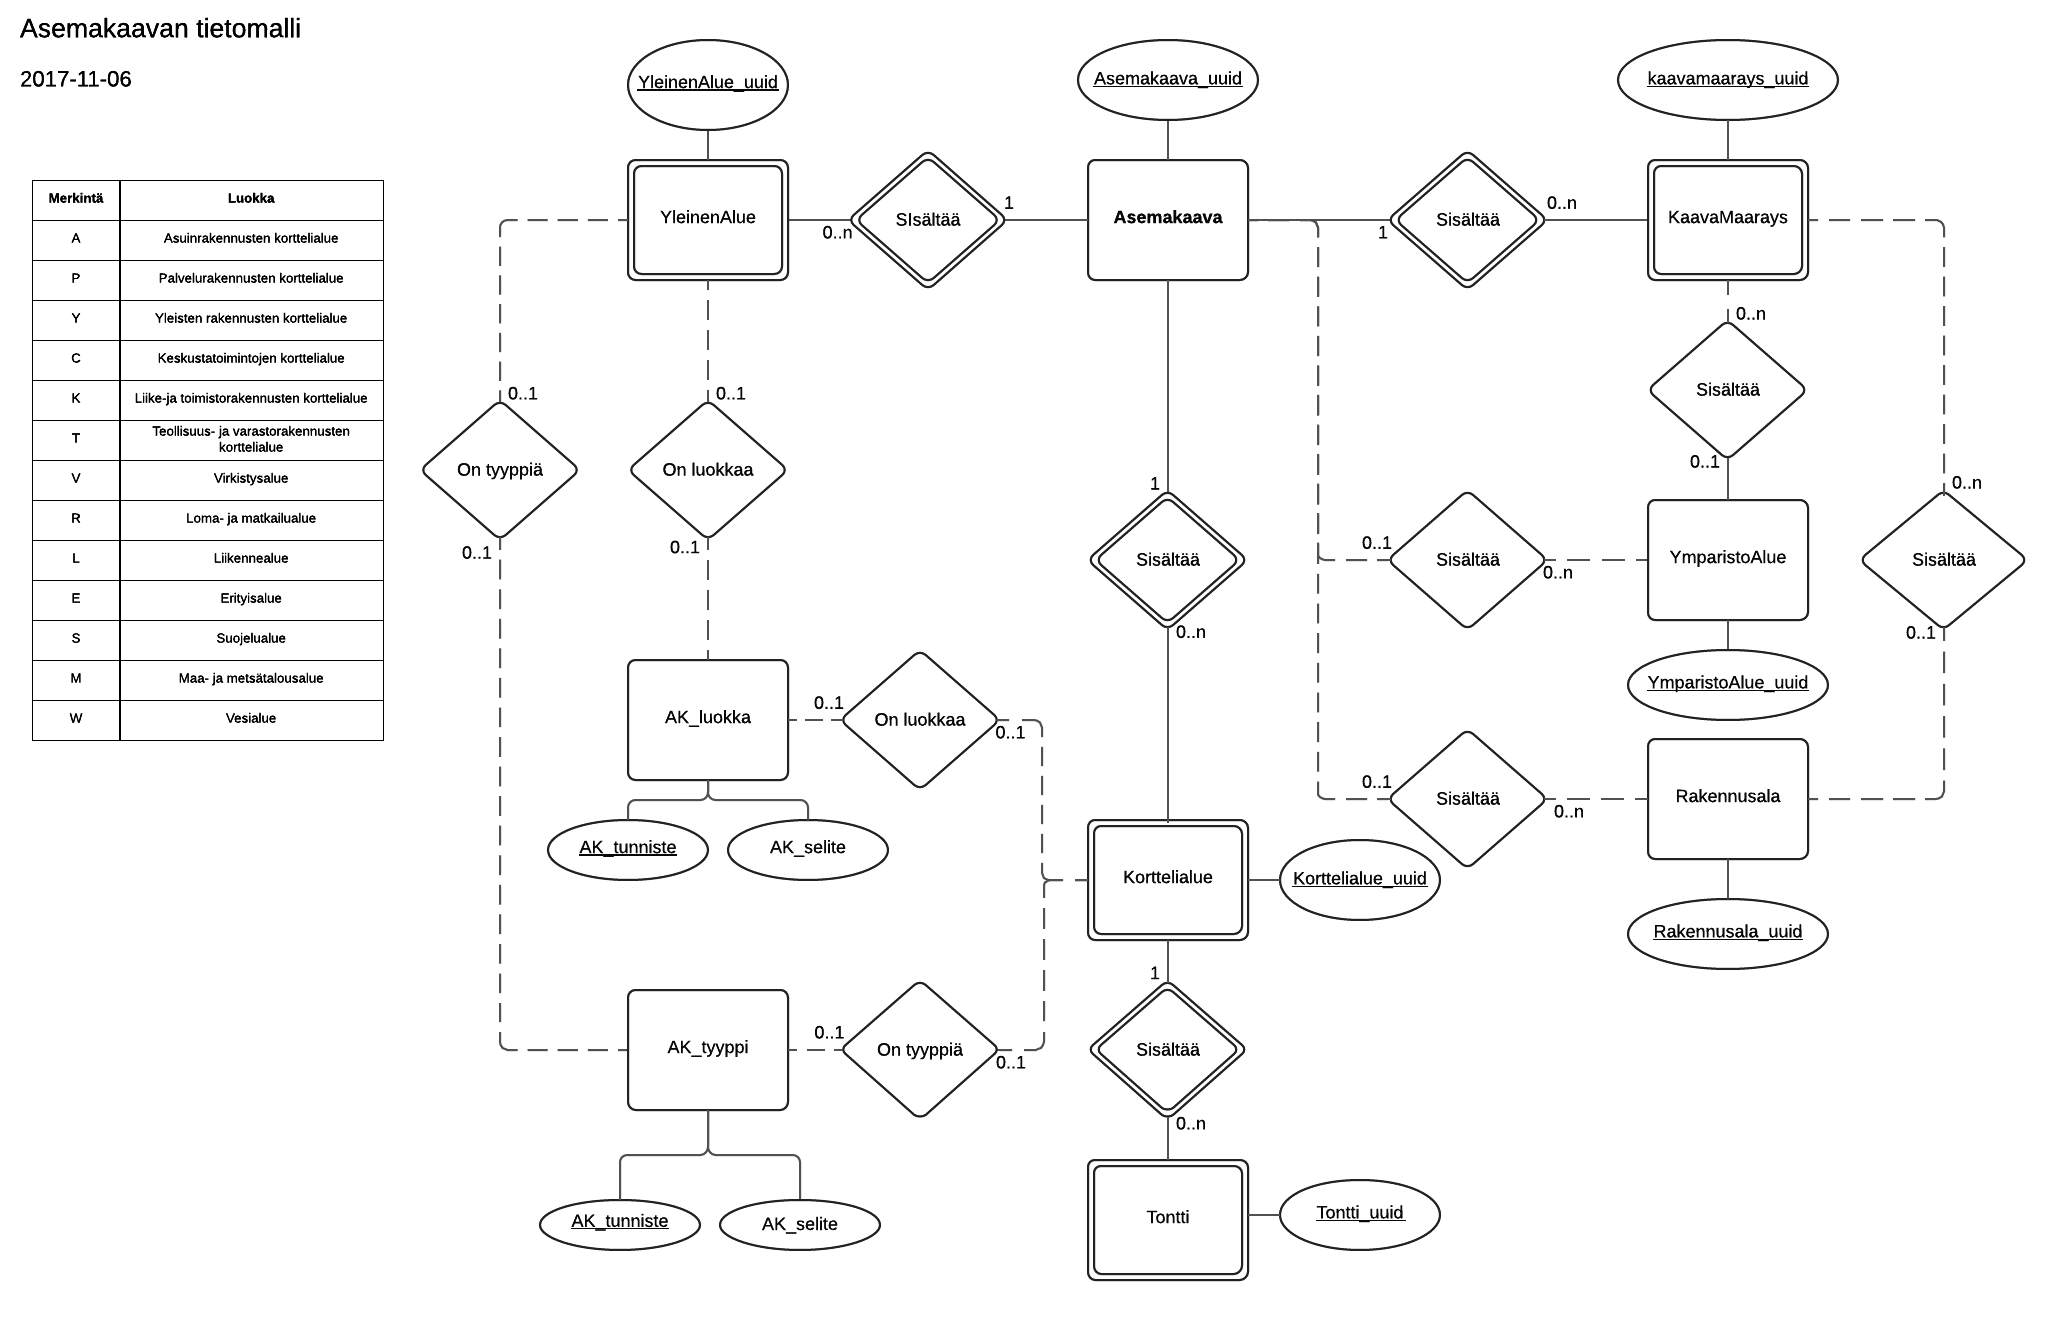 Asemakaavan tietomalli
2017-11-06
Merkintä Luokka
A Asuinrakennusten korttelialue
P Palvelurakennusten korttelialue
Y Yleisten rakennusten korttelialue
C Keskustatoimintojen korttelialue
K Liike-ja toimistorakennusten korttelialue
T Teollisuus- ja varastorakennusten
korttelialue
V Virkistysalue
R Loma- ja matkailualue
L Liikennealue
E Erityisalue
S Suojelualue
M Maa- ja metsätalousalue
W Vesialue
YleinenAlue_uuid
Asemakaava_uuid
kaavamaarays_uuid
YleinenAlue
0..n
SIsältää
1
Asemakaava
1
Sisältää
0..n
KaavaMaarays
0..1
On tyyppiä
0..1
0..1
On luokkaa
0..1
1
Sisältää
0..n
0..n
Sisältää
0..1
0..1
Sisältää
0..n
YmparistoAlue
YmparistoAlue_uuid
0..n
Sisältää
0..1
AK_luokka
0..1
On luokkaa
0..1
AK_tunniste
AK_selite
0..1
Sisältää
0..n
Rakennusala
Rakennusala_uuid
Korttelialue
Korttelialue_uuid
AK_tyyppi
0..1
On tyyppiä
0..1
1
Sisältää
0..n
AK_tunniste
AK_selite
Tontti
Tontti_uuid